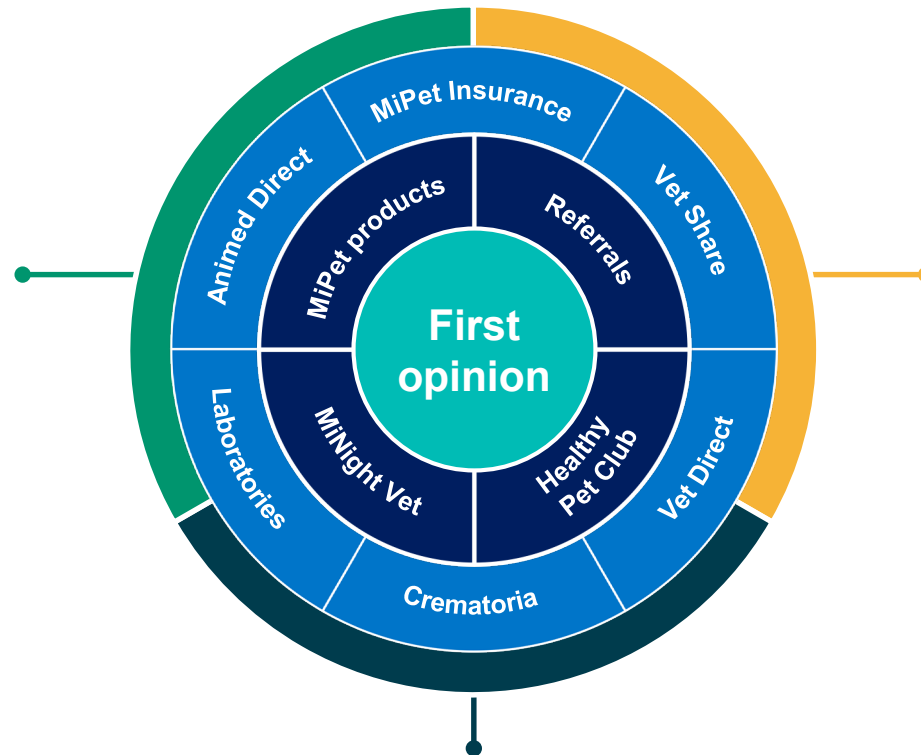 MiPet Insurance
Animed Direct
Vet Share
MiPet products
Referrals
First
opinion
Laboratories
MiNight Vet
Healthy
Pet Club
Vet Direct
Crematoria